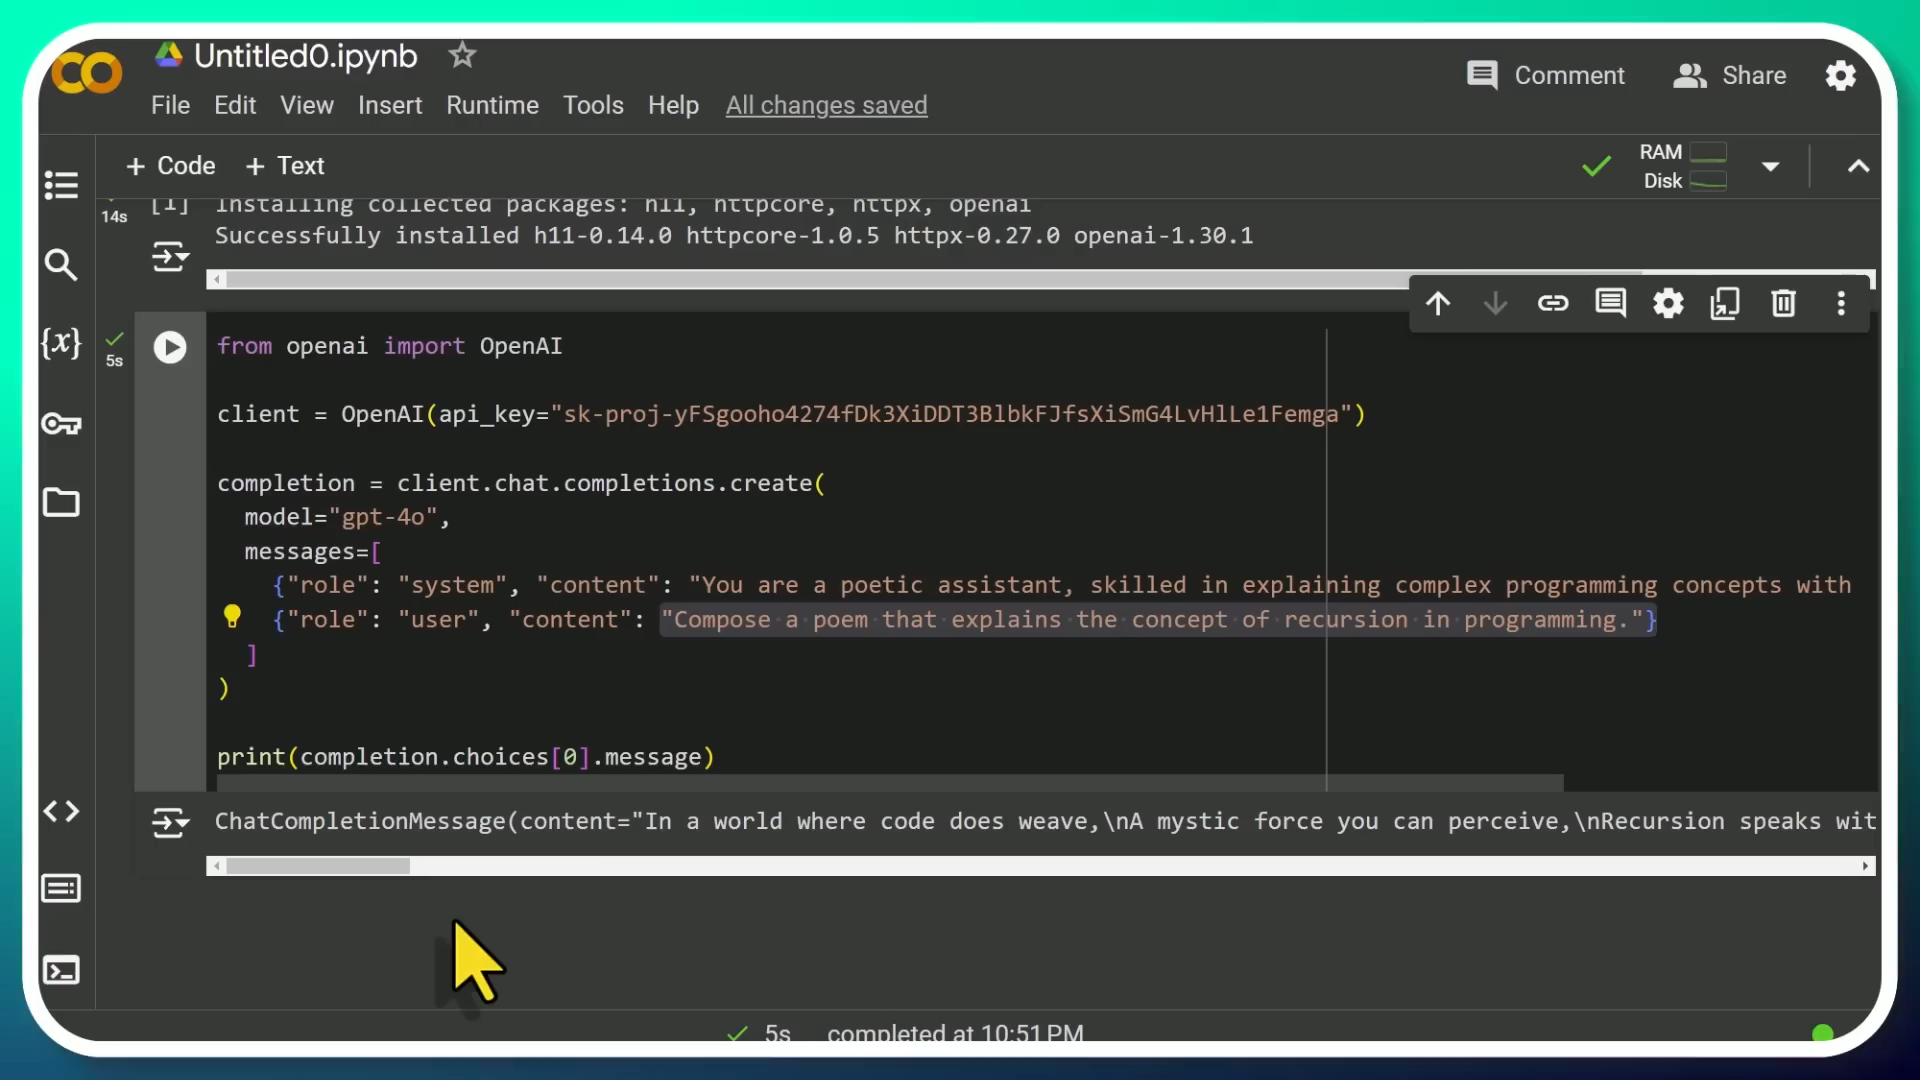 Untitled0.ipynb
Comment
Share
File Edit View Insert Runtime Tools Help All changes saved
+ Code + Text
RAM
Disk
14s
[1] Installing collected packages: h11, httpcore, httpx, openai
Successfully installed h11-0.14.0 httpcore-1.0.5 httpx-0.27.0 openai-1.30.1
{x}
5s
from openai import OpenAI
client = OpenAI(api_key="sk-proj-yFSgooho4274fDk3XiDDT3BlbkFJfsXiSmG4LvHlLe1Femga")
completion = client.chat.completions.create(
model="gpt-4o",
messages=[
{"role": "system", "content": "You are a poetic assistant, skilled in explaining complex programming concepts with
{"role": "user", "content": "Compose a poem that explains the concept of recursion in programming."}
]
)
print(completion.choices[0].message)
ChatCompletionMessage(content="In a world where code does weave,\nA mystic force you can perceive,\nRecursion speaks wit
5s completed at 10:51 PM